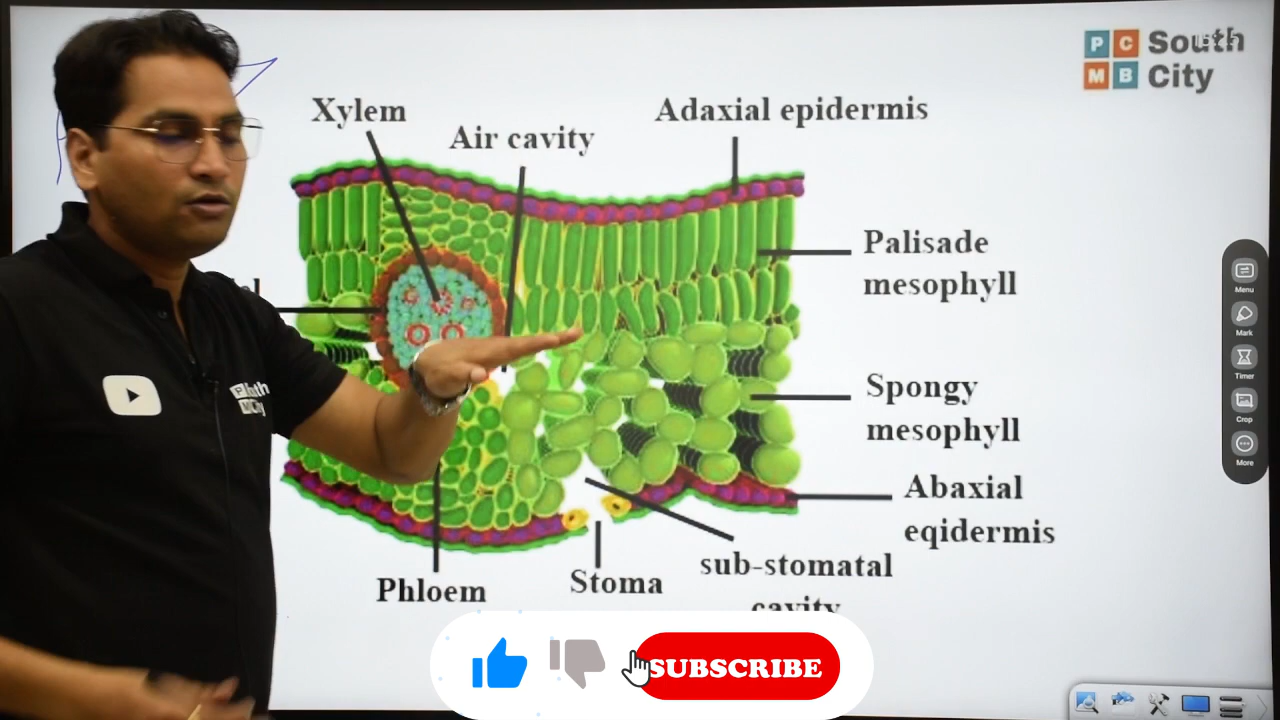 P C
M B
South
City
Xylem
Air cavity
Adaxial epidermis
Palisade
mesophyll
Spongy
mesophyll
Abaxial
eqidermis
sub-stomatal
cavity
Stoma
Phloem
Menu
Mark
Timer
Crop
More
SUBSCRIBE